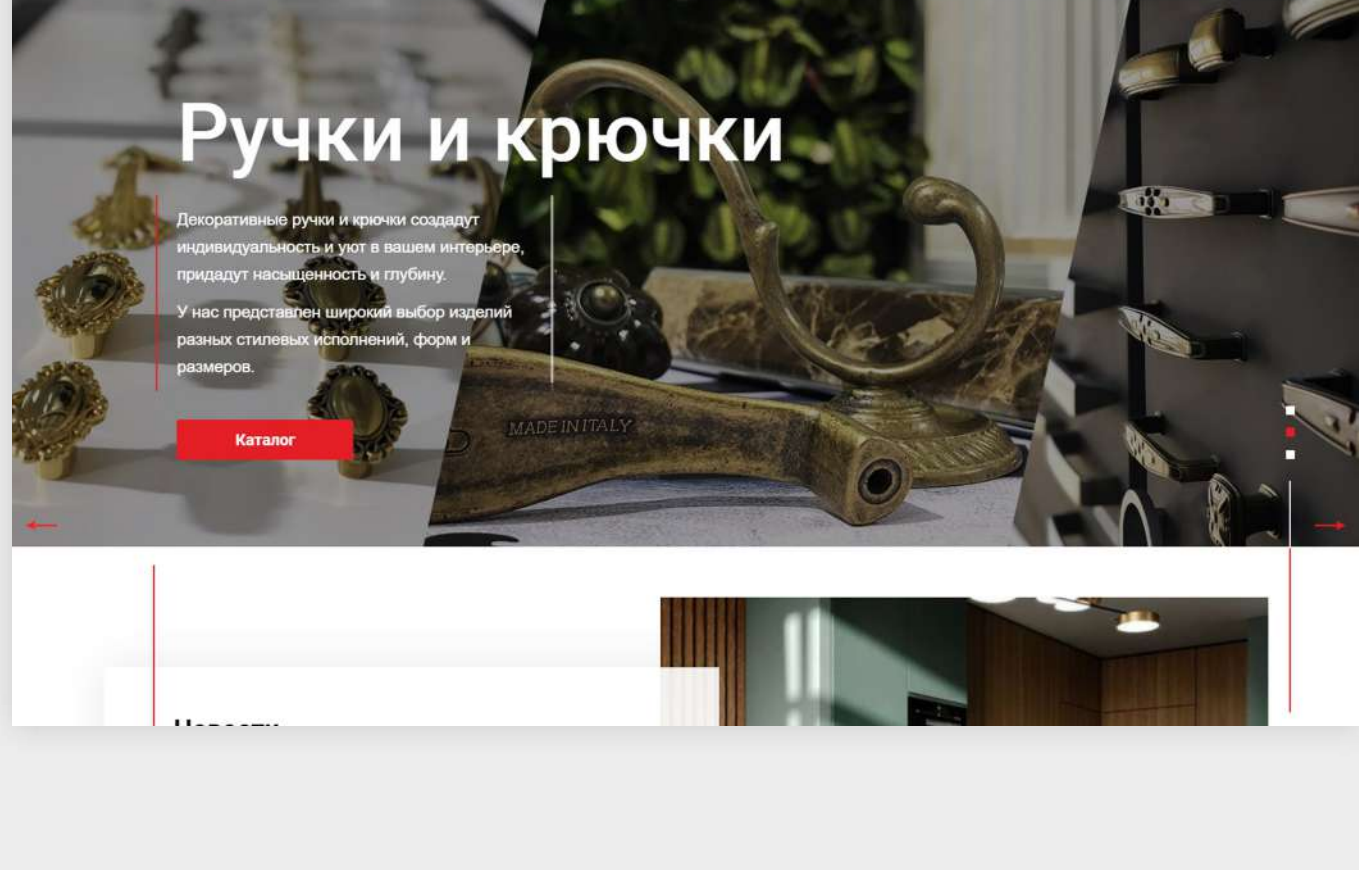 Ручки и крючки
Декоративные ручки и крючки создадут
индивидуальность и уют в вашем интерьере,
придадут насыщенность и глубину.
У нас представлен широкий выбор изделий
разных стилевых исполнений, форм и
размеров.
MADE IN ITALY
Каталог
Новости